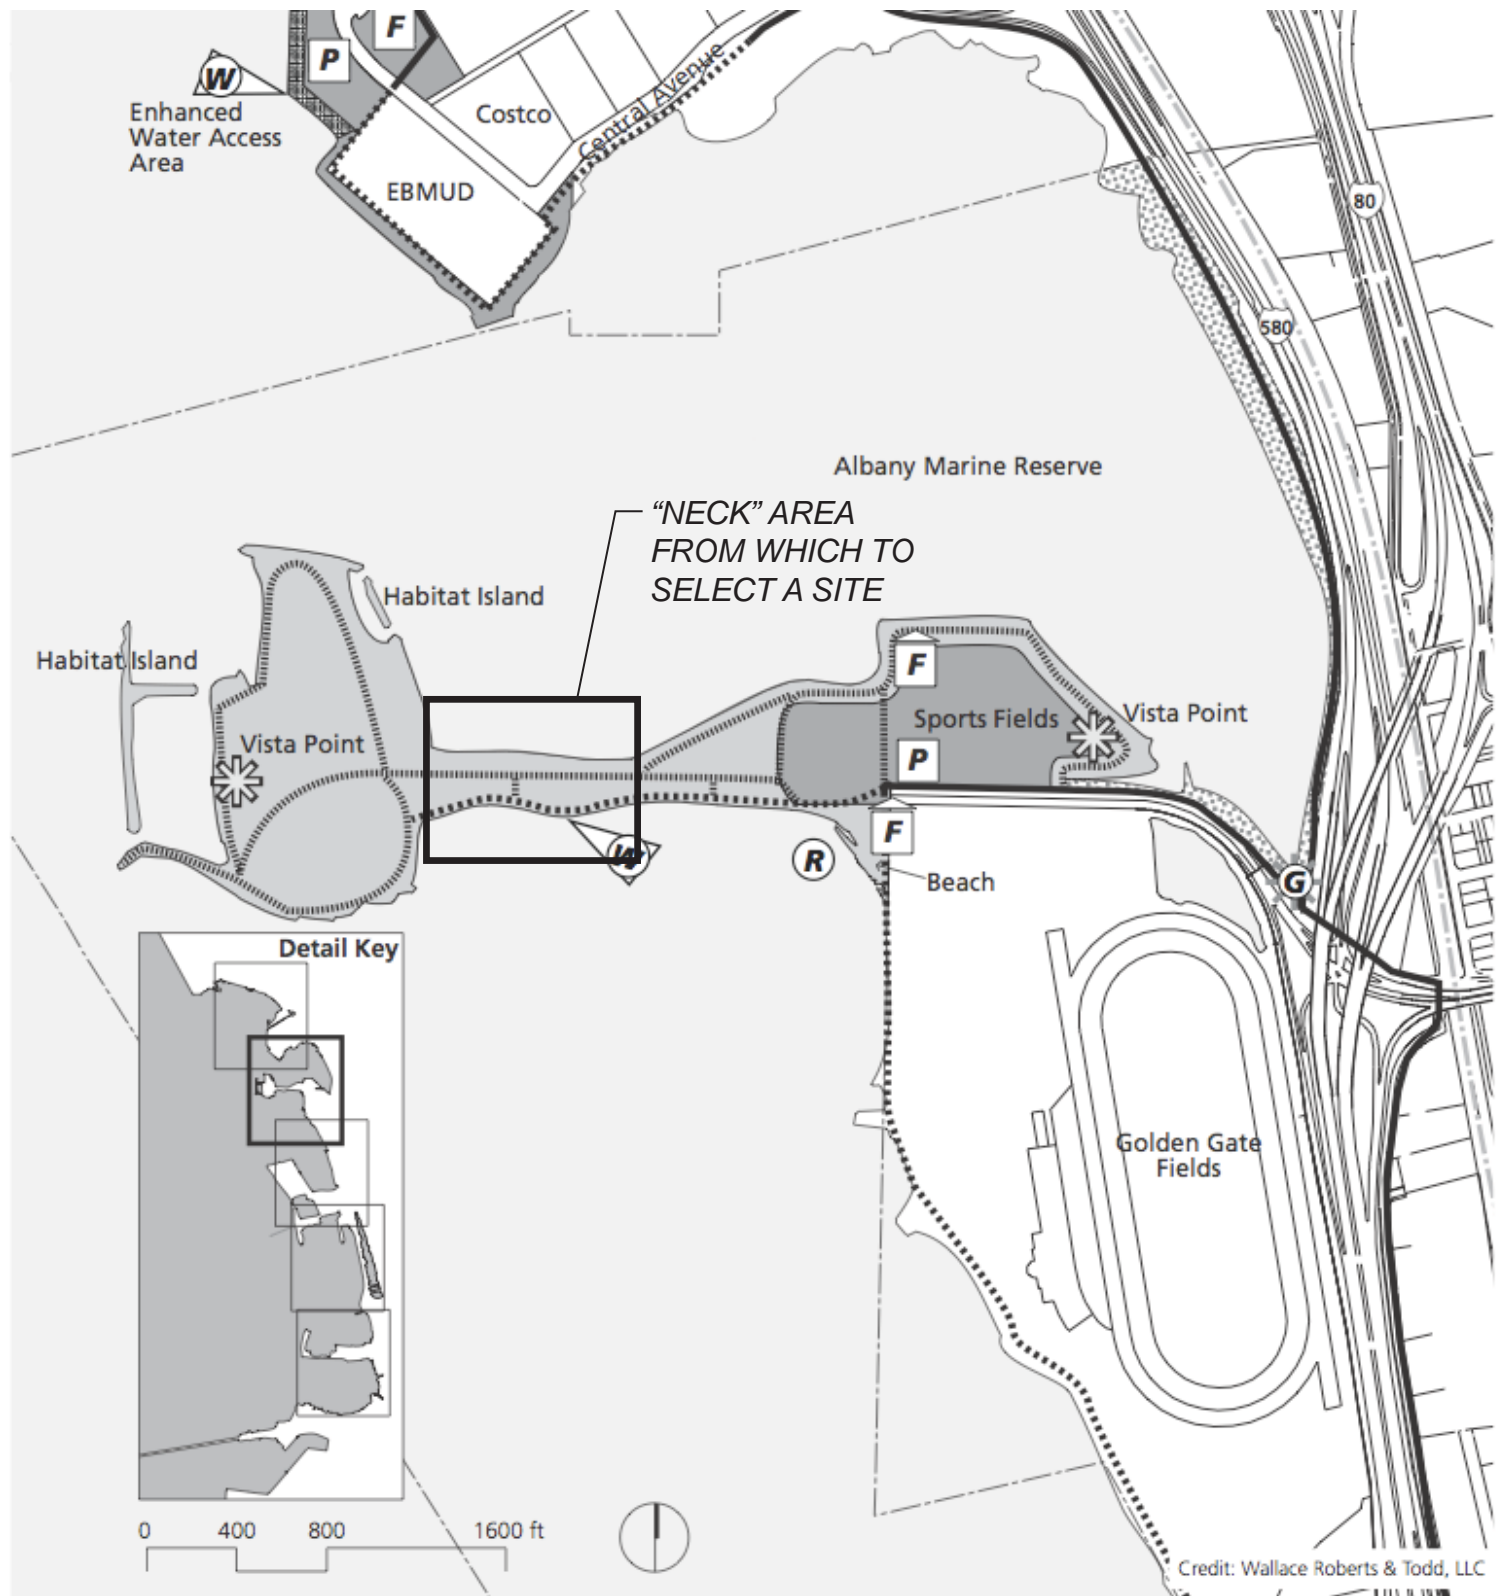 F
P
W
Enhanced
Water Access
Area
Costco
Central Avenue
EBMUD
80
580
Albany Marine Reserve
“NECK” AREA
FROM WHICH TO
SELECT A SITE
Habitat Island
Habitat Island
F
Sports Fields
Vista Point
Vista Point
P
W
R
F
Beach
G
Detail Key
Golden Gate
Fields
0 400 800 1600 ft
Credit: Wallace Roberts & Todd, LLC